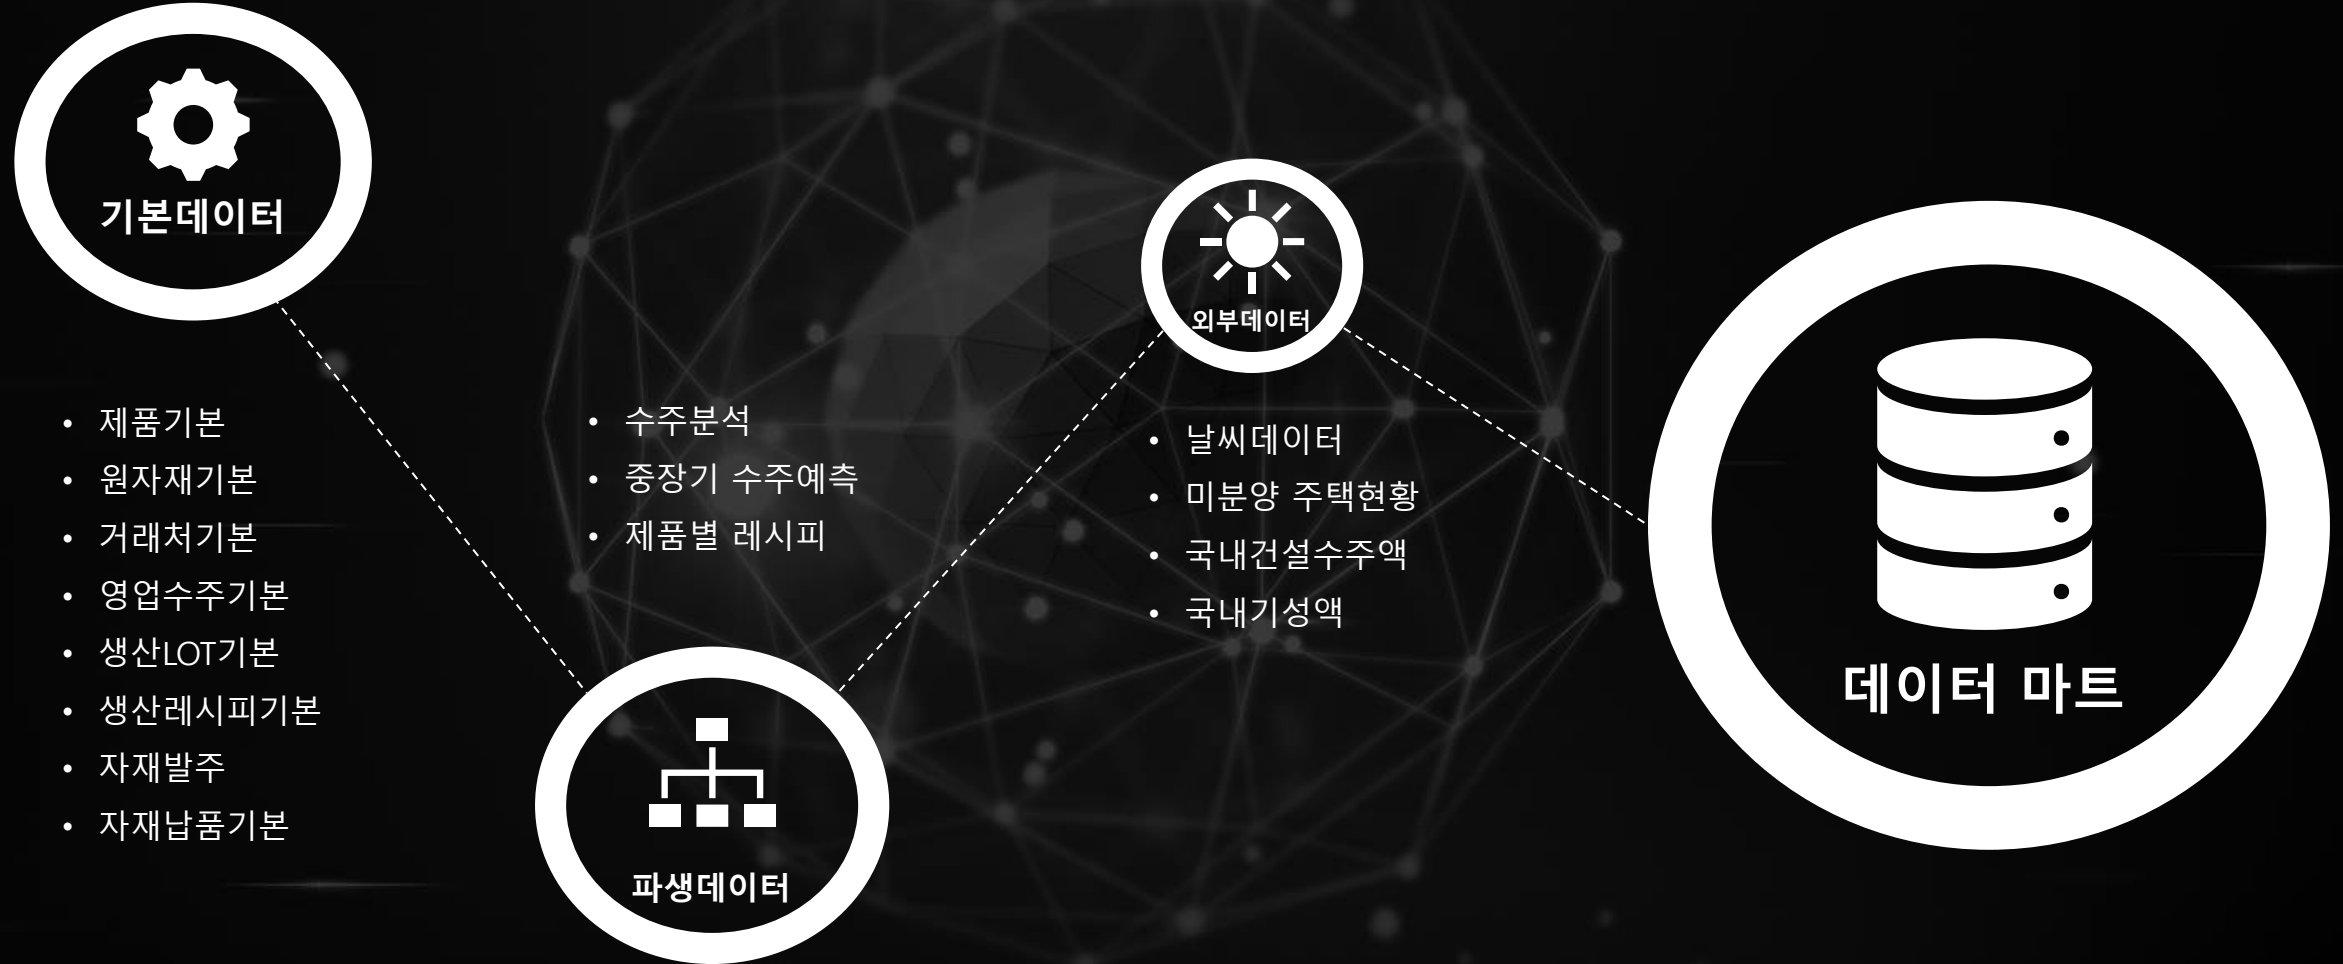 기본데이터
• 제품기본
• 원자재기본
• 거래처기본
• 영업수주기본
• 생산LOT기본
• 생산레시피기본
• 자재발주
• 자재납품기본
• 수주분석
• 중장기 수주예측
• 제품별 레시피
파생데이터
외부데이터
• 날씨데이터
• 미분양 주택현황
• 국내건설수주액
• 국내기성액
데이터 마트